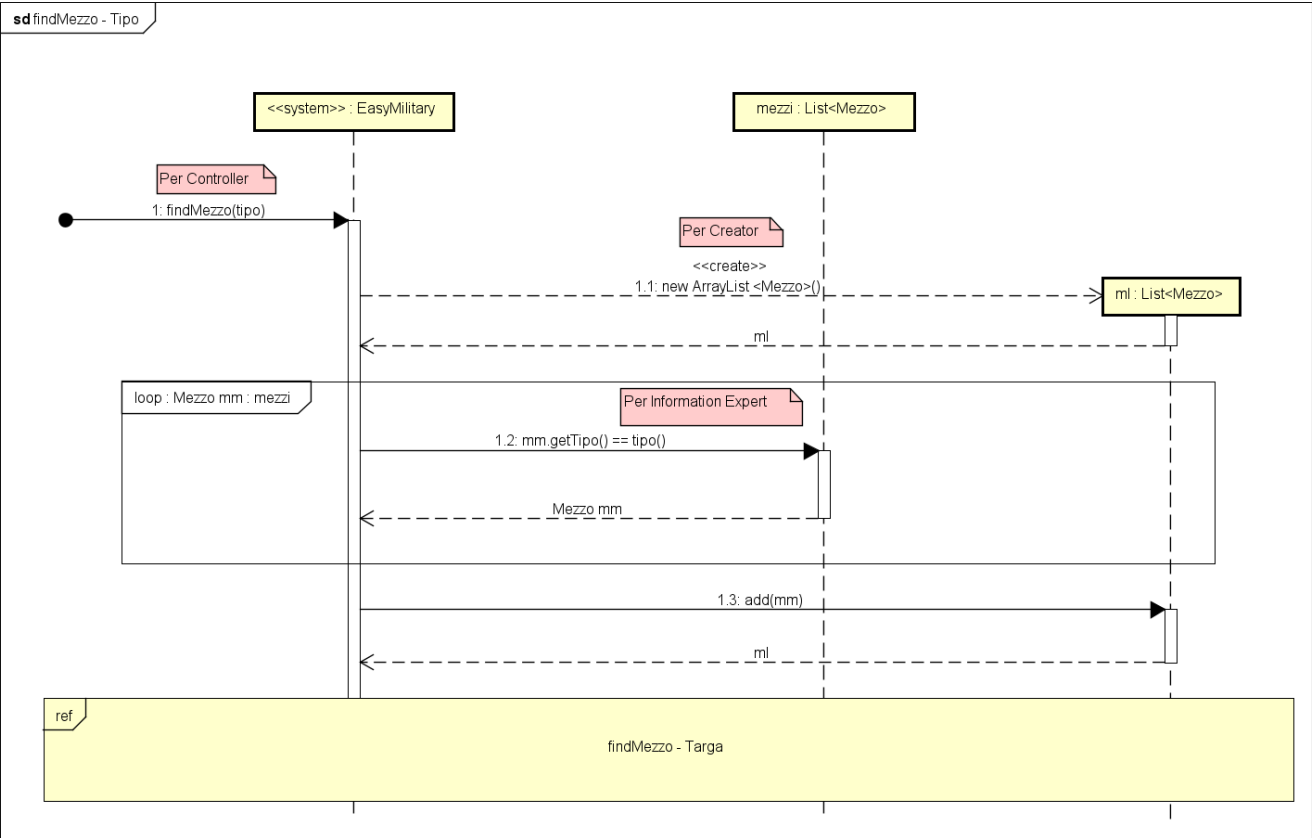 sd findMezzo - Tipo
<<system>> : EasyMilitary
mezzi : List<Mezzo>
Per Controller
1: findMezzo(tipo)
Per Creator
<<create>>
1.1: new ArrayList <Mezzo>()
ml : List<Mezzo>
ml
loop : Mezzo mm : mezzi
Per Information Expert
1.2: mm.getTipo() == tipo()
Mezzo mm
1.3: add(mm)
ml
ref
findMezzo - Targa